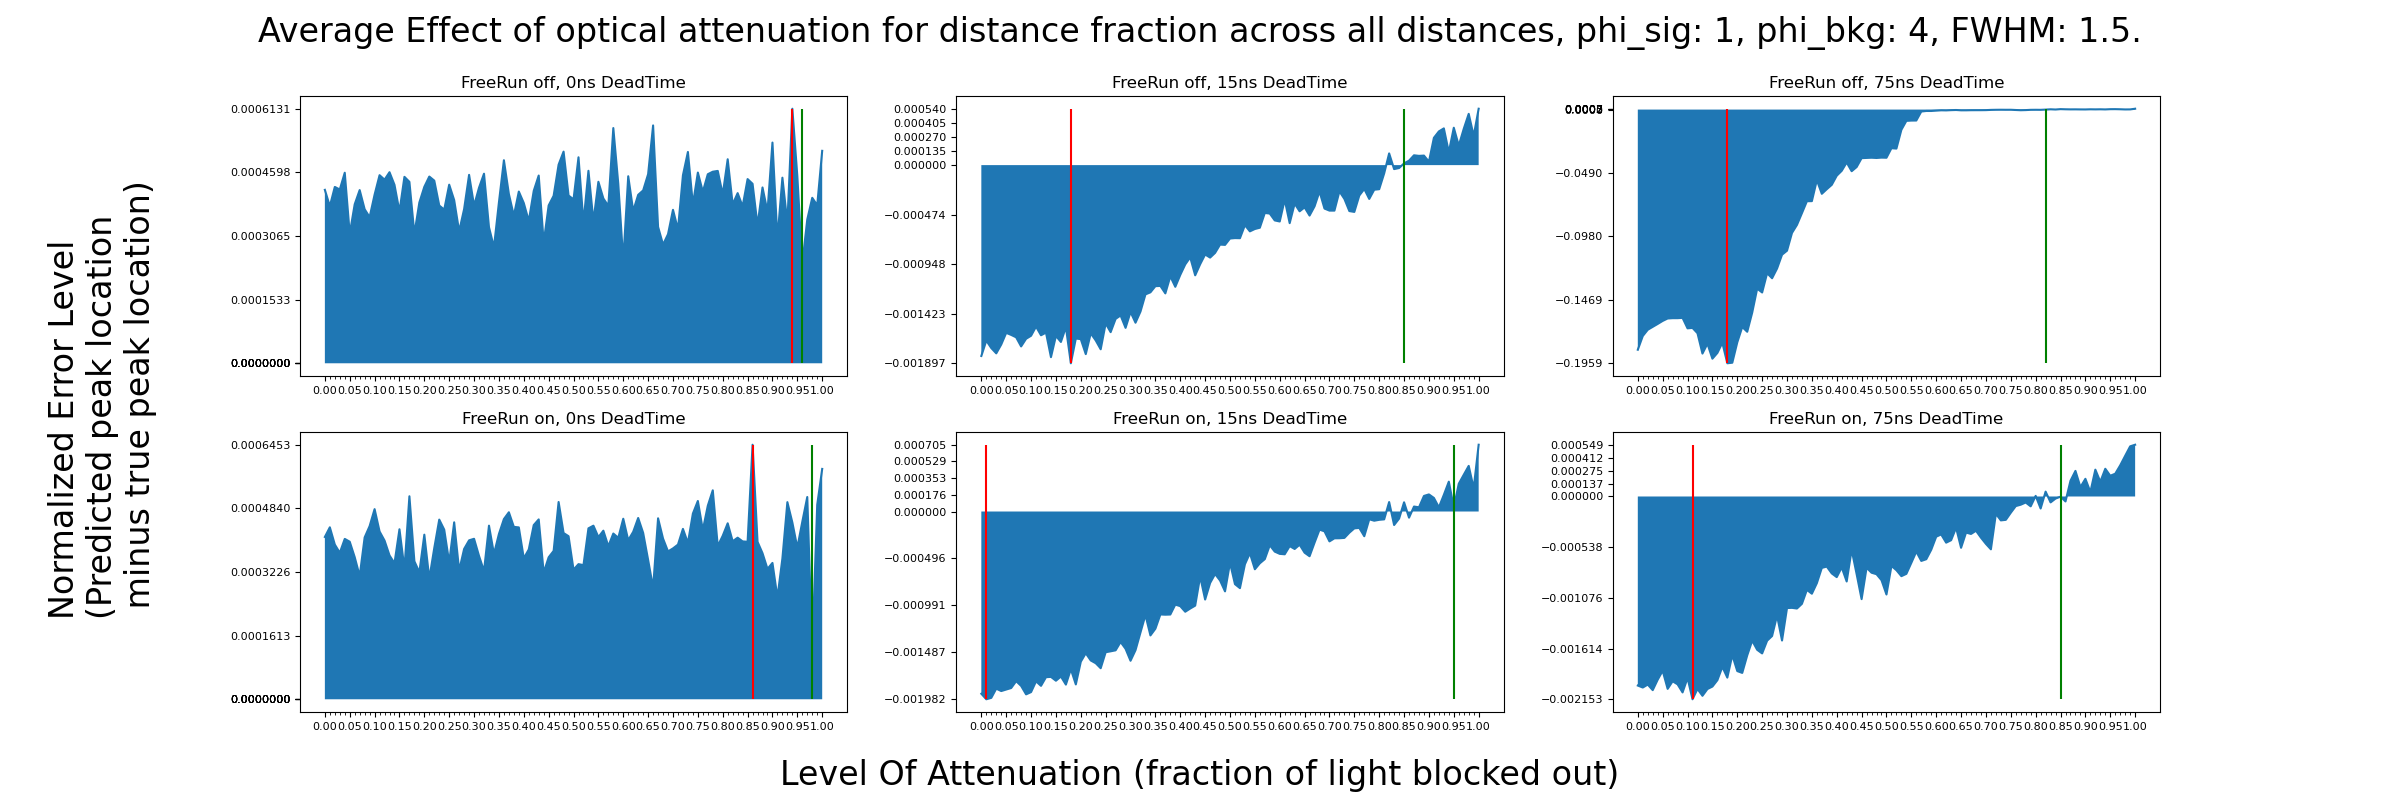 Average Effect of optical attenuation for distance fraction across all distances, phi_sig: 1, phi_bkg: 4, FWHM: 1.5.
Normalized Error Level
(Predicted peak location
minus true peak location)
FreeRun off, 0ns DeadTime
0.0006131
0.0004598
0.0003065
0.0001533
0.0000000
0.00 0.05 0.10 0.15 0.20 0.25 0.30 0.35 0.40 0.45 0.50 0.55 0.60 0.65 0.70 0.75 0.80 0.85 0.90 0.95 1.00
FreeRun off, 15ns DeadTime
0.000540
0.000405
0.000270
0.000135
0.000000
−0.000474
−0.000948
−0.001423
−0.001897
0.00 0.05 0.10 0.15 0.20 0.25 0.30 0.35 0.40 0.45 0.50 0.55 0.60 0.65 0.70 0.75 0.80 0.85 0.90 0.95 1.00
FreeRun off, 75ns DeadTime
−0.0490
−0.0980
−0.1469
−0.1959
0.00 0.05 0.10 0.15 0.20 0.25 0.30 0.35 0.40 0.45 0.50 0.55 0.60 0.65 0.70 0.75 0.80 0.85 0.90 0.95 1.00
FreeRun on, 0ns DeadTime
0.0006453
0.0004840
0.0003226
0.0001613
0.0000000
0.00 0.05 0.10 0.15 0.20 0.25 0.30 0.35 0.40 0.45 0.50 0.55 0.60 0.65 0.70 0.75 0.80 0.85 0.90 0.95 1.00
FreeRun on, 15ns DeadTime
0.000705
0.000529
0.000353
0.000176
0.000000
−0.000496
−0.000991
−0.001487
−0.001982
0.00 0.05 0.10 0.15 0.20 0.25 0.30 0.35 0.40 0.45 0.50 0.55 0.60 0.65 0.70 0.75 0.80 0.85 0.90 0.95 1.00
FreeRun on, 75ns DeadTime
0.000549
0.000412
0.000275
0.000137
0.000000
−0.000538
−0.001076
−0.001614
−0.002153
0.00 0.05 0.10 0.15 0.20 0.25 0.30 0.35 0.40 0.45 0.50 0.55 0.60 0.65 0.70 0.75 0.80 0.85 0.90 0.95 1.00
Level Of Attenuation (fraction of light blocked out)